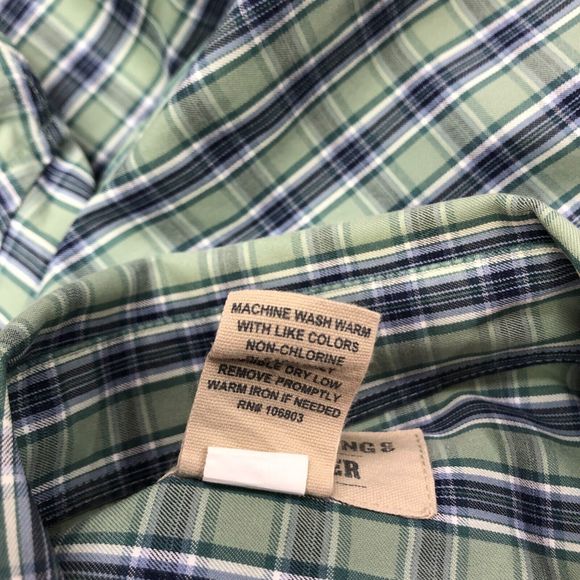 MACHINE WASH WARM
WITH LIKE COLORS
NON-CHLORINE
DRY LOW
REMOVE PROMPTLY
WARM IRON IF NEEDED
RN# 106803